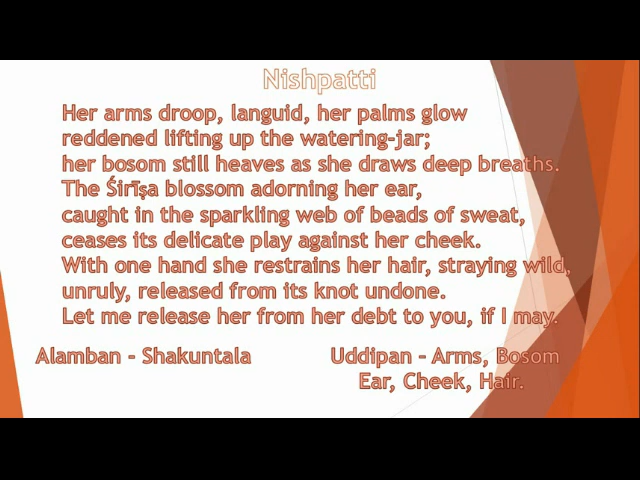 Nishpatti
Her arms droop, languid, her palms glow
reddened lifting up the watering-jar;
her bosom still heaves as she draws deep breaths.
The Śirīṣa blossom adorning her ear,
caught in the sparkling web of beads of sweat,
ceases its delicate play against her cheek.
With one hand she restrains her hair, straying wild,
unruly, released from its knot undone.
Let me release her from her debt to you, if I may.
Alamban - Shakuntala
Uddipan - Arms, Bosom
Ear, Cheek, Hair.